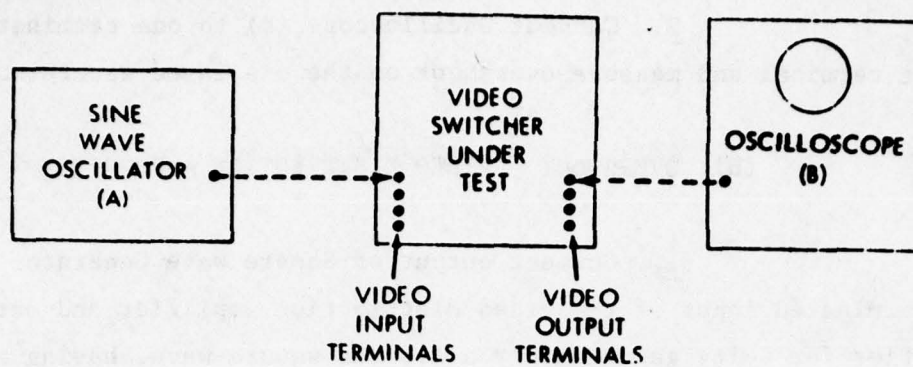 SINE
WAVE
OSCILLATOR
(A)
VIDEO
SWITCHER
UNDER
TEST
OSCILLOSCOPE
(B)
VIDEO
INPUT
TERMINALS
VIDEO
OUTPUT
TERMINALS